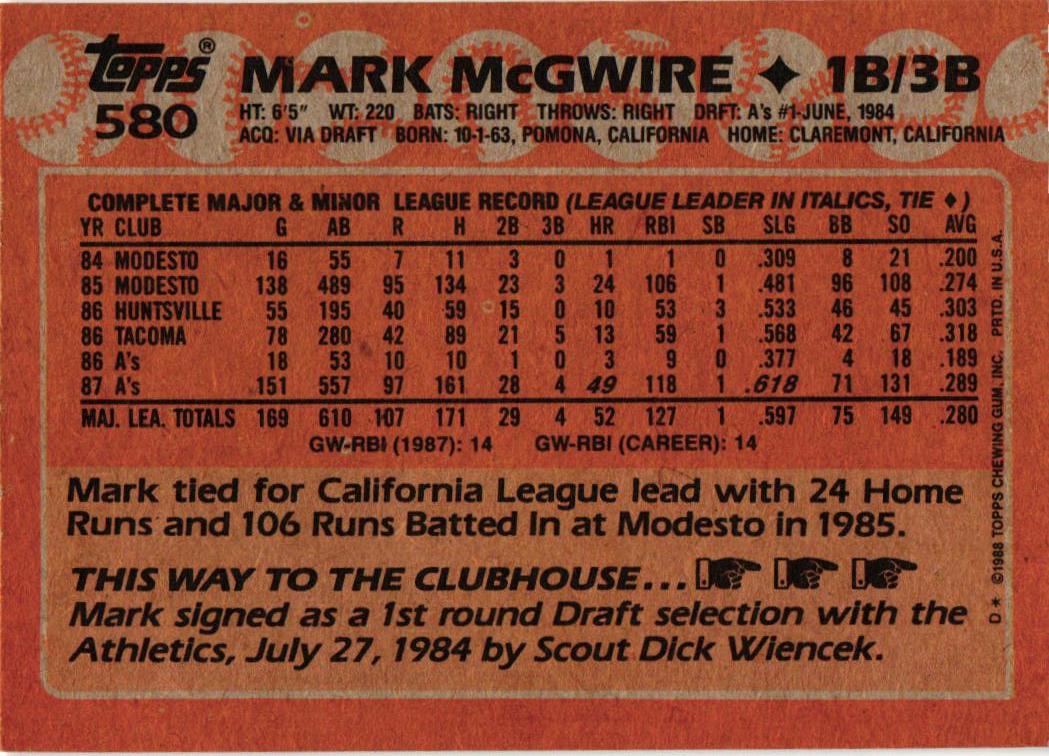 Topps®
580
MARK McGWIRE ✦ 1B/3B
HT: 6'5" WT: 220 BATS: RIGHT THROWS: RIGHT DRFT: A's #1-JUNE, 1984
ACQ: VIA DRAFT BORN: 10-1-63, POMONA, CALIFORNIA HOME: CLAREMONT, CALIFORNIA
COMPLETE MAJOR & MINOR LEAGUE RECORD (LEAGUE LEADER IN ITALICS, TIE ♦)
YR CLUB G AB R H 2B 3B HR RBI SB SLG BB SO AVG
84 MODESTO 16 55 7 11 3 0 1 1 0 .309 8 21 .200
85 MODESTO 138 489 95 134 23 3 24 106 1 .481 96 108 .274
86 HUNTSVILLE 55 195 40 59 15 0 10 53 3 .533 46 45 .303
86 TACOMA 78 280 42 89 21 5 13 59 1 .568 42 67 .318
86 A's 18 53 10 10 1 0 3 9 0 .377 4 18 .189
87 A's 151 557 97 161 28 4 49 118 1 .618 71 131 .289
MAJ. LEA. TOTALS 169 610 107 171 29 4 52 127 1 .597 75 149 .280
GW-RBI (1987): 14 GW-RBI (CAREER): 14
Mark tied for California League lead with 24 Home
Runs and 106 Runs Batted In at Modesto in 1985.
THIS WAY TO THE CLUBHOUSE...
Mark signed as a 1st round Draft selection with the
Athletics, July 27, 1984 by Scout Dick Wiencek.
D* ©1988 TOPPS CHEWING GUM, INC. PRTD. IN U.S.A.